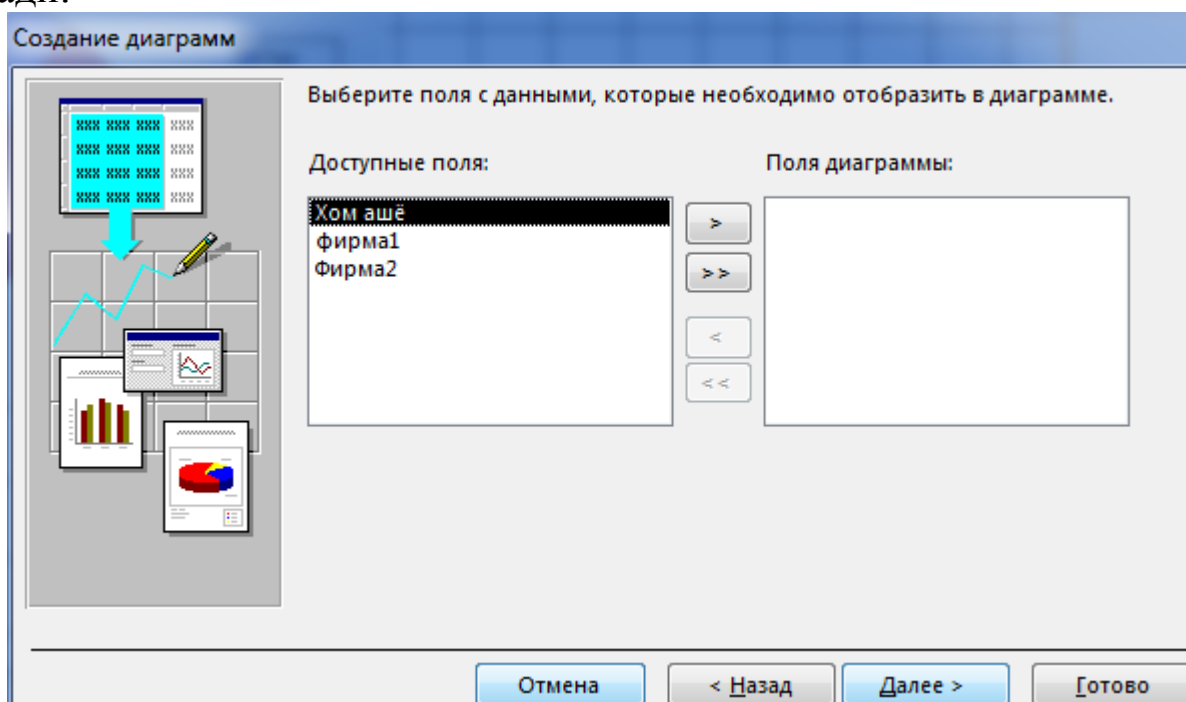 Создание диаграмм
Выберите поля с данными, которые необходимо отобразить в диаграмме.
Доступные поля:
Поля диаграммы:
Хом ашё
фирма1
Фирма2
>
>>
<
<<
Отмена
< Назад
Далее >
Готово